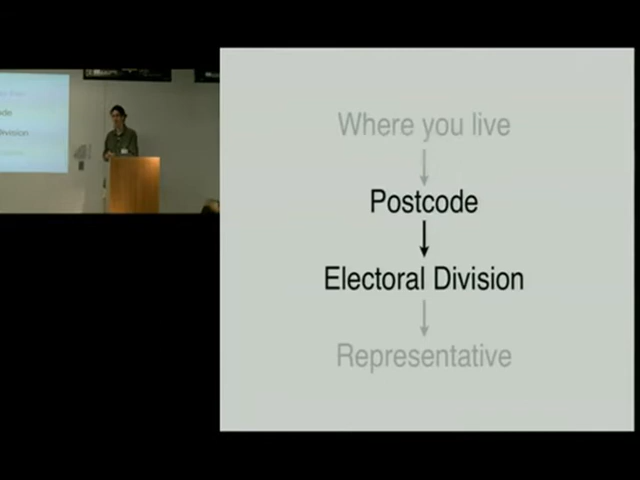 Where you live
Postcode
Electoral Division
Representative